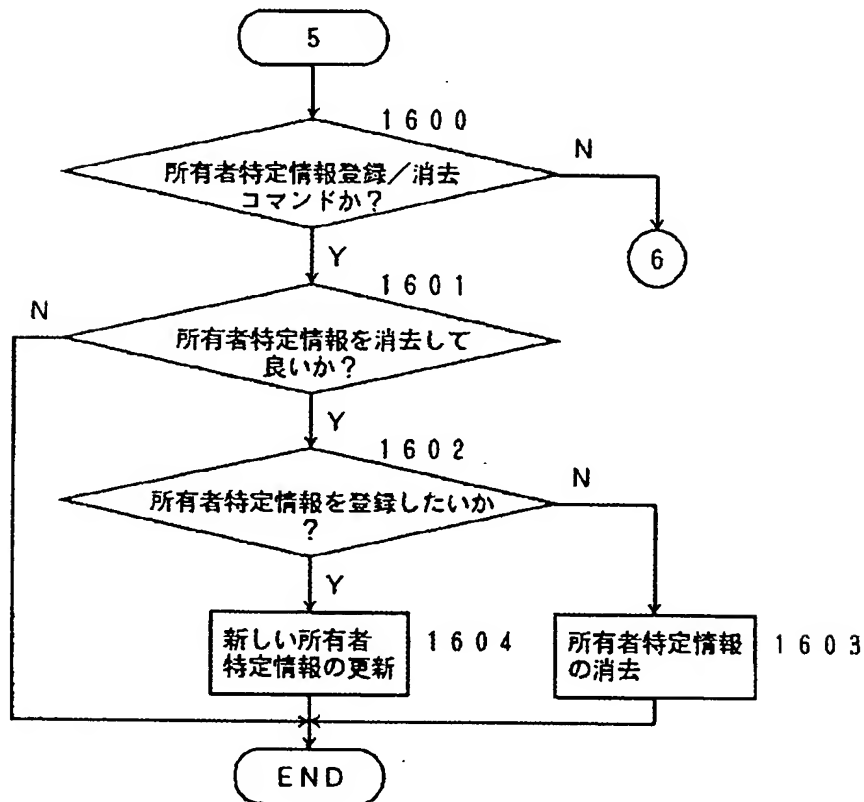 5
1600
所有者特定情報登録／消去
コマンドか？
N
6
Y
1601
N
所有者特定情報を消去して
良いか？
Y
1602
N
所有者特定情報を登録したいか
？
Y
新しい所有者
特定情報の更新
1604
所有者特定情報
の消去
1603
END